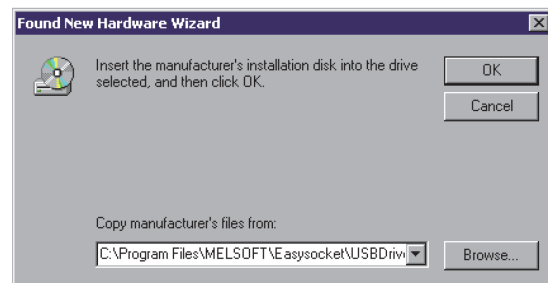 Found New Hardware Wizard
Insert the manufacturer's installation disk into the drive
selected, and then click OK.
OK
Cancel
Copy manufacturer's files from:
C:\Program Files\MELSOFT\Easysocket\USBDrive
Browse...